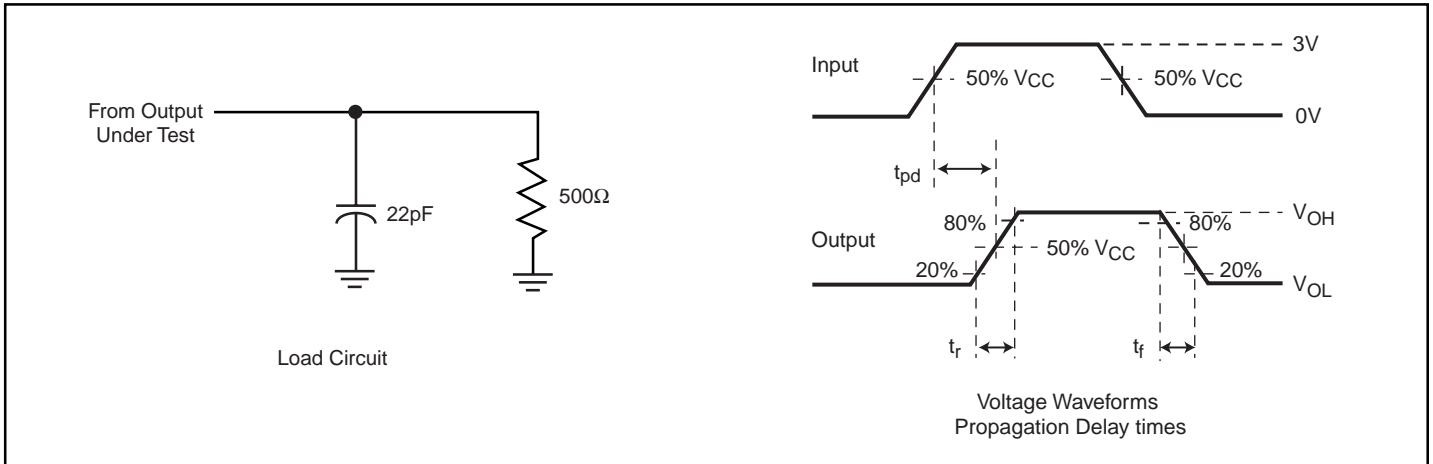 From Output
Under Test
22pF
500Ω
Load Circuit
Input
3V
50% VCC
50% VCC
0V
tpd
Output
80%
80%
VOH
50% VCC
20%
20%
VOL
tr
tf
Voltage Waveforms
Propagation Delay times